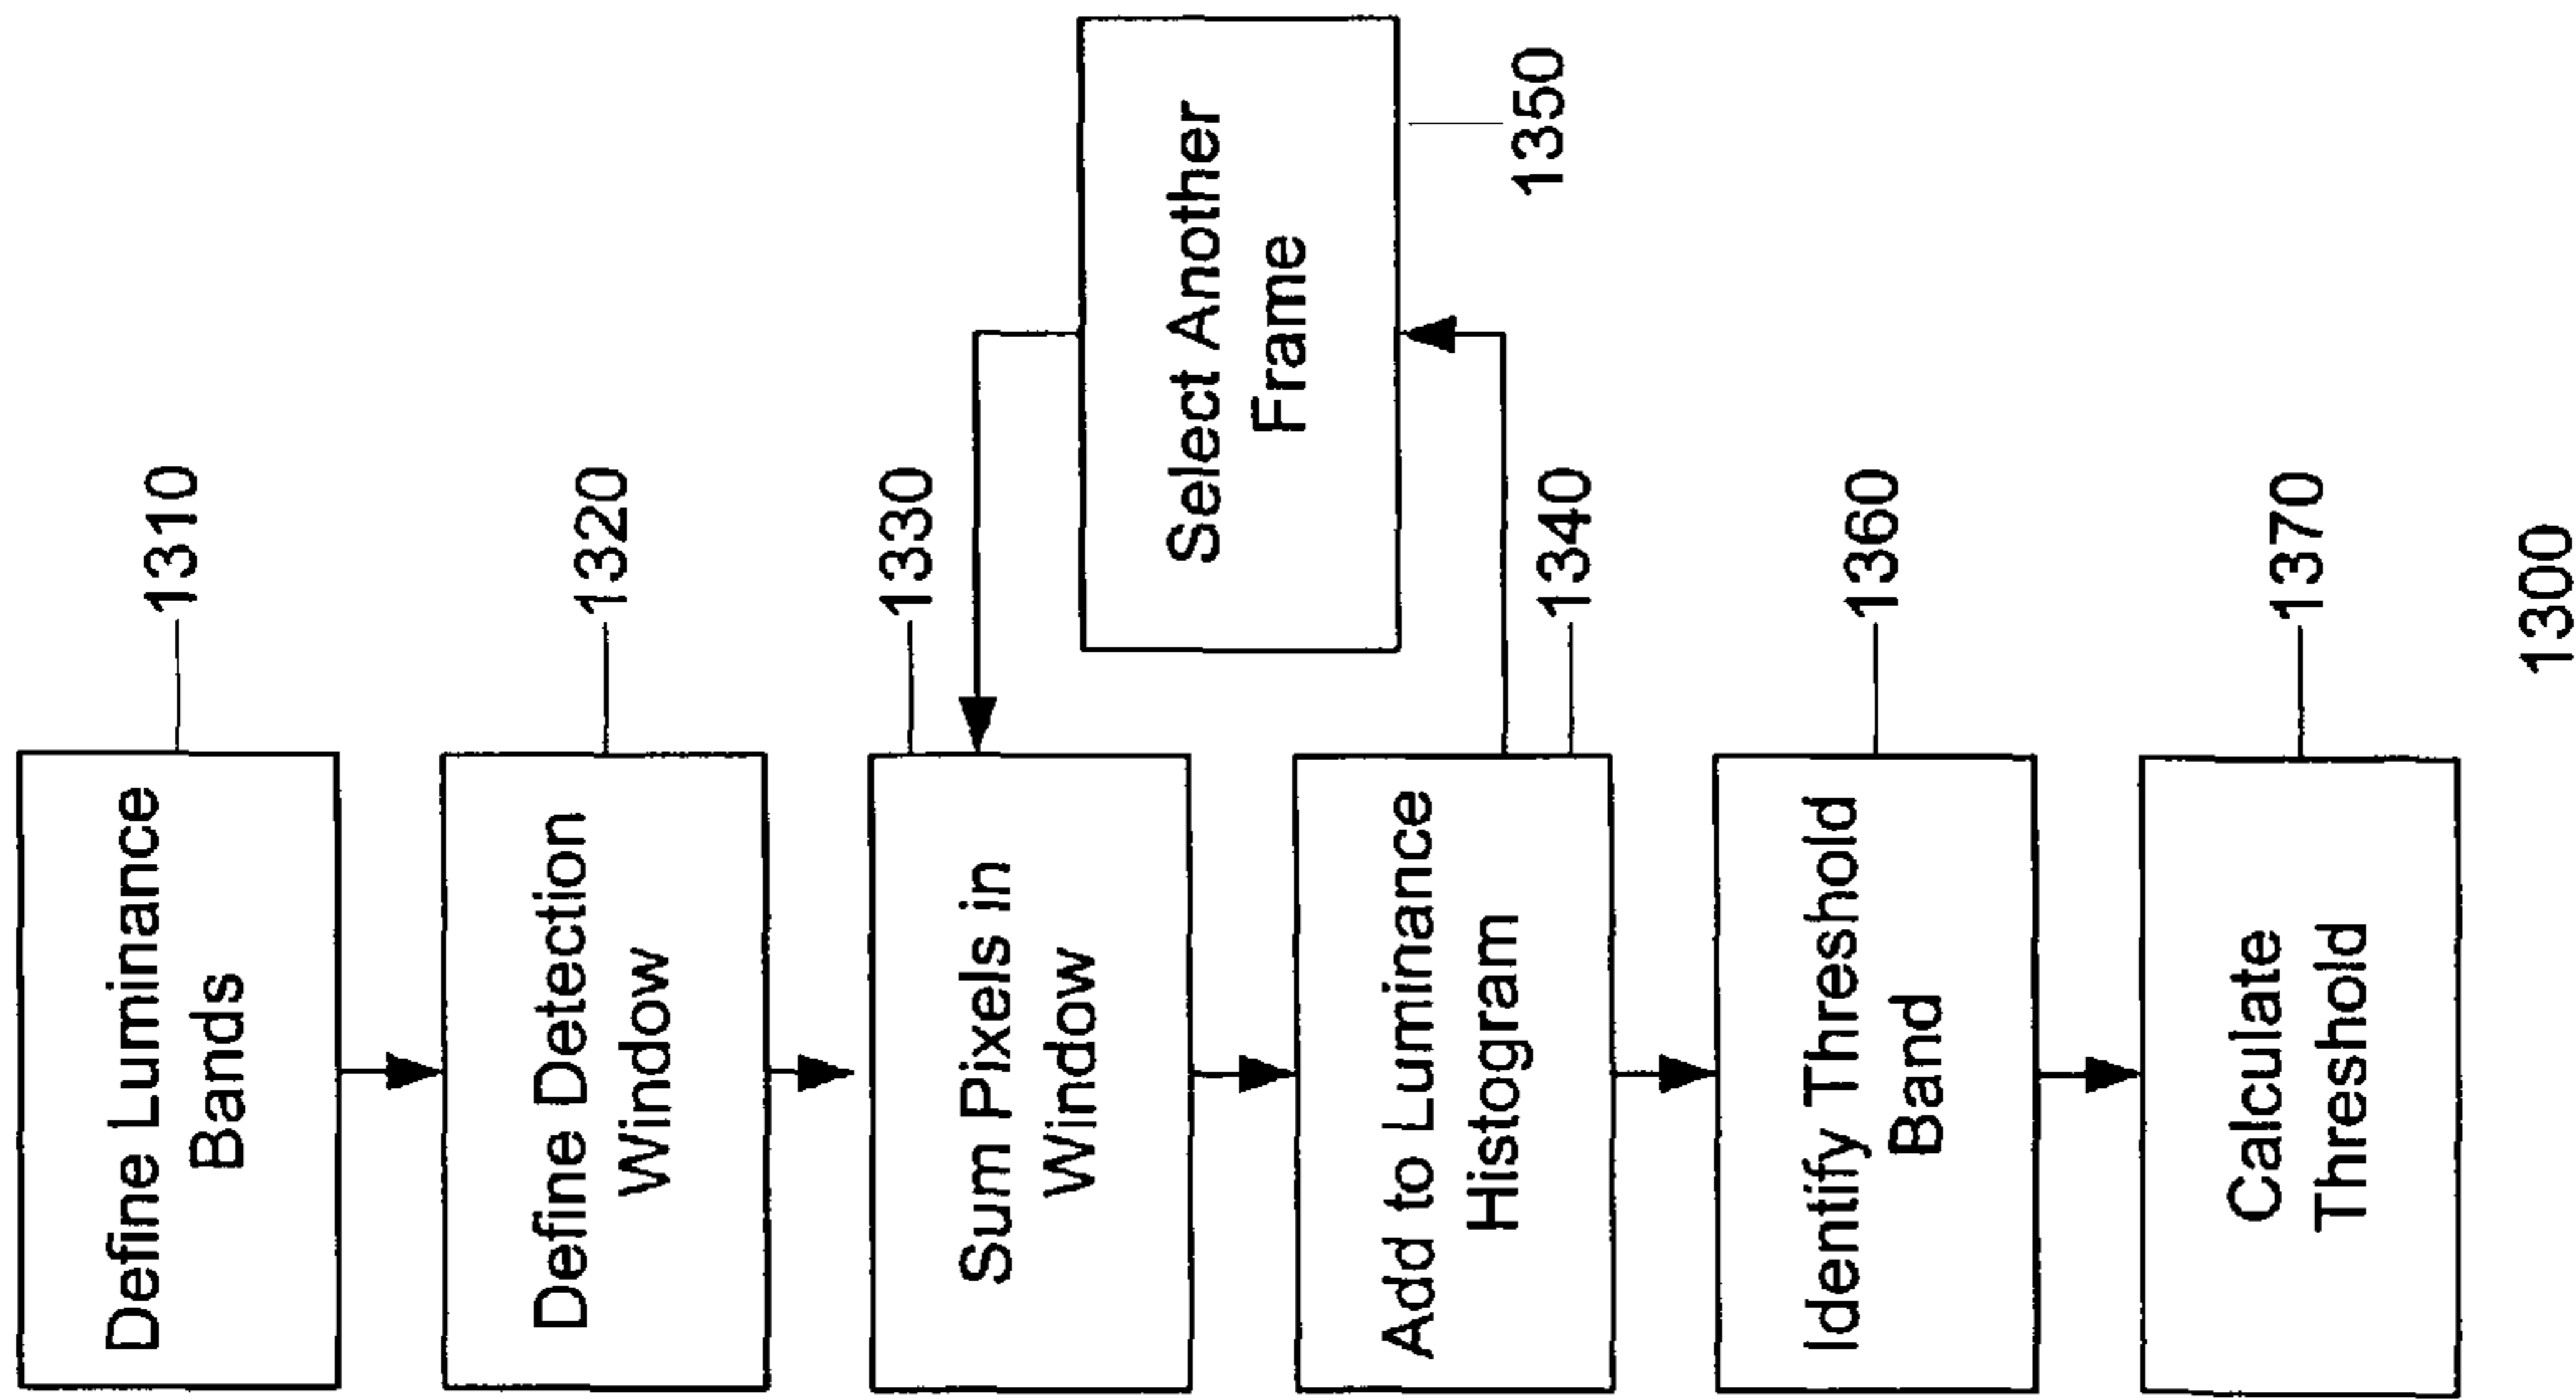 Define Luminance
Bands
1310
Define Detection
Window
1320
Sum Pixels in
Window
1330
Add to Luminance
Histogram
1340
Select Another
Frame
1350
Identify Threshold
Band
1360
Calculate
Threshold
1370
1300